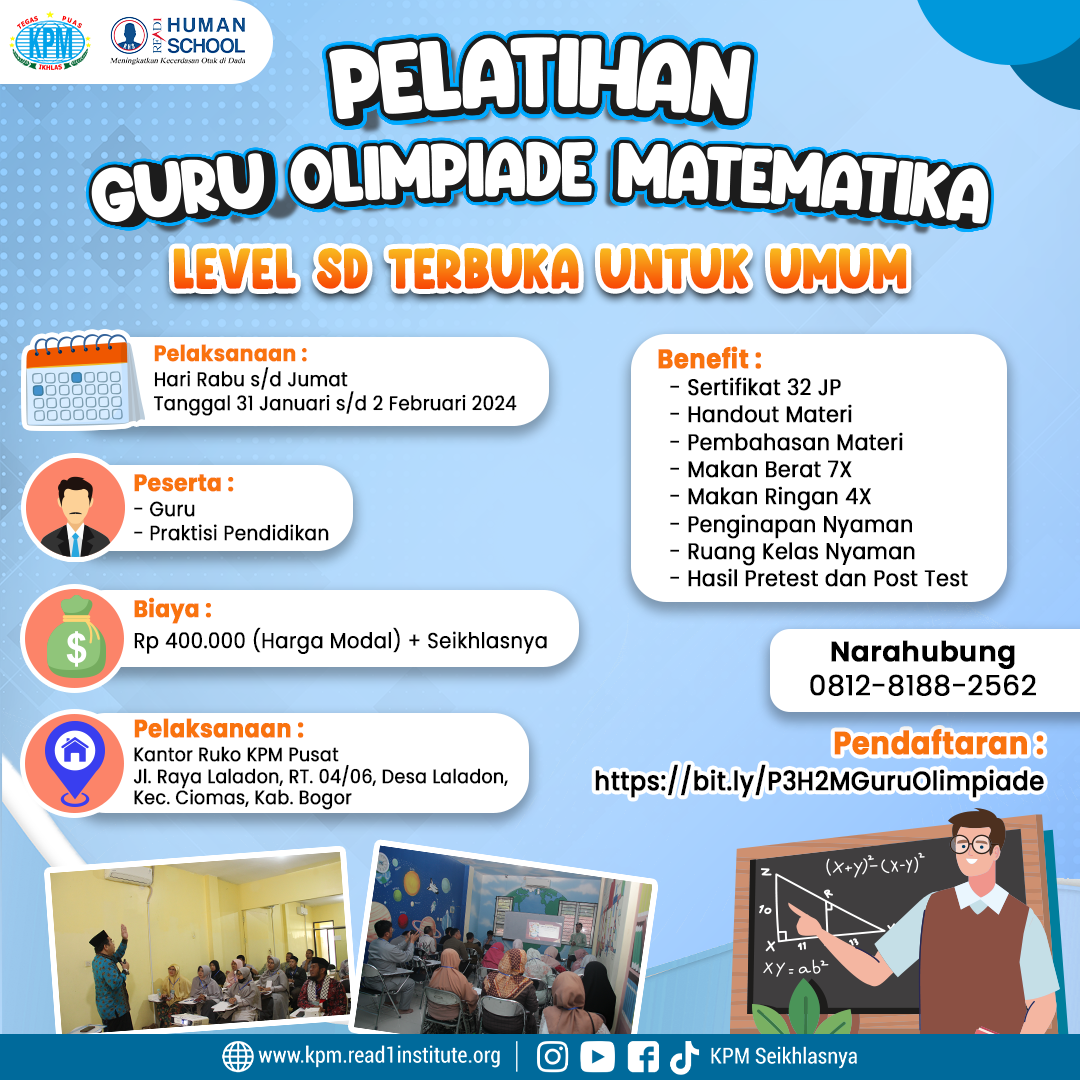 TEGAS PUAS
KPM
IKHLAS
READ1
HUMAN
SCHOOL
Meningkatkan Kecerdasan Otak di Dada
PELATIHAN
GURU OLIMPIADE MATEMATIKA
LEVEL SD TERBUKA UNTUK UMUM
Pelaksanaan :
Hari Rabu s/d Jumat
Tanggal 31 Januari s/d 2 Februari 2024
Peserta :
- Guru
- Praktisi Pendidikan
Biaya :
$
Rp 400.000 (Harga Modal) + Seikhlasnya
Pelaksanaan :
Kantor Ruko KPM Pusat
Jl. Raya Laladon, RT. 04/06, Desa Laladon,
Kec. Ciomas, Kab. Bogor
Benefit :
- Sertifikat 32 JP
- Handout Materi
- Pembahasan Materi
- Makan Berat 7X
- Makan Ringan 4X
- Penginapan Nyaman
- Ruang Kelas Nyaman
- Hasil Pretest dan Post Test
Narahubung
0812-8188-2562
Pendaftaran :
https://bit.ly/P3H2MGuruOlimpiade
(x+y)²-(x-y)²
Z
R
10
X
11
13
Y
XY=ab²
www.kpm.read1institute.org
KPM Seikhlasnya